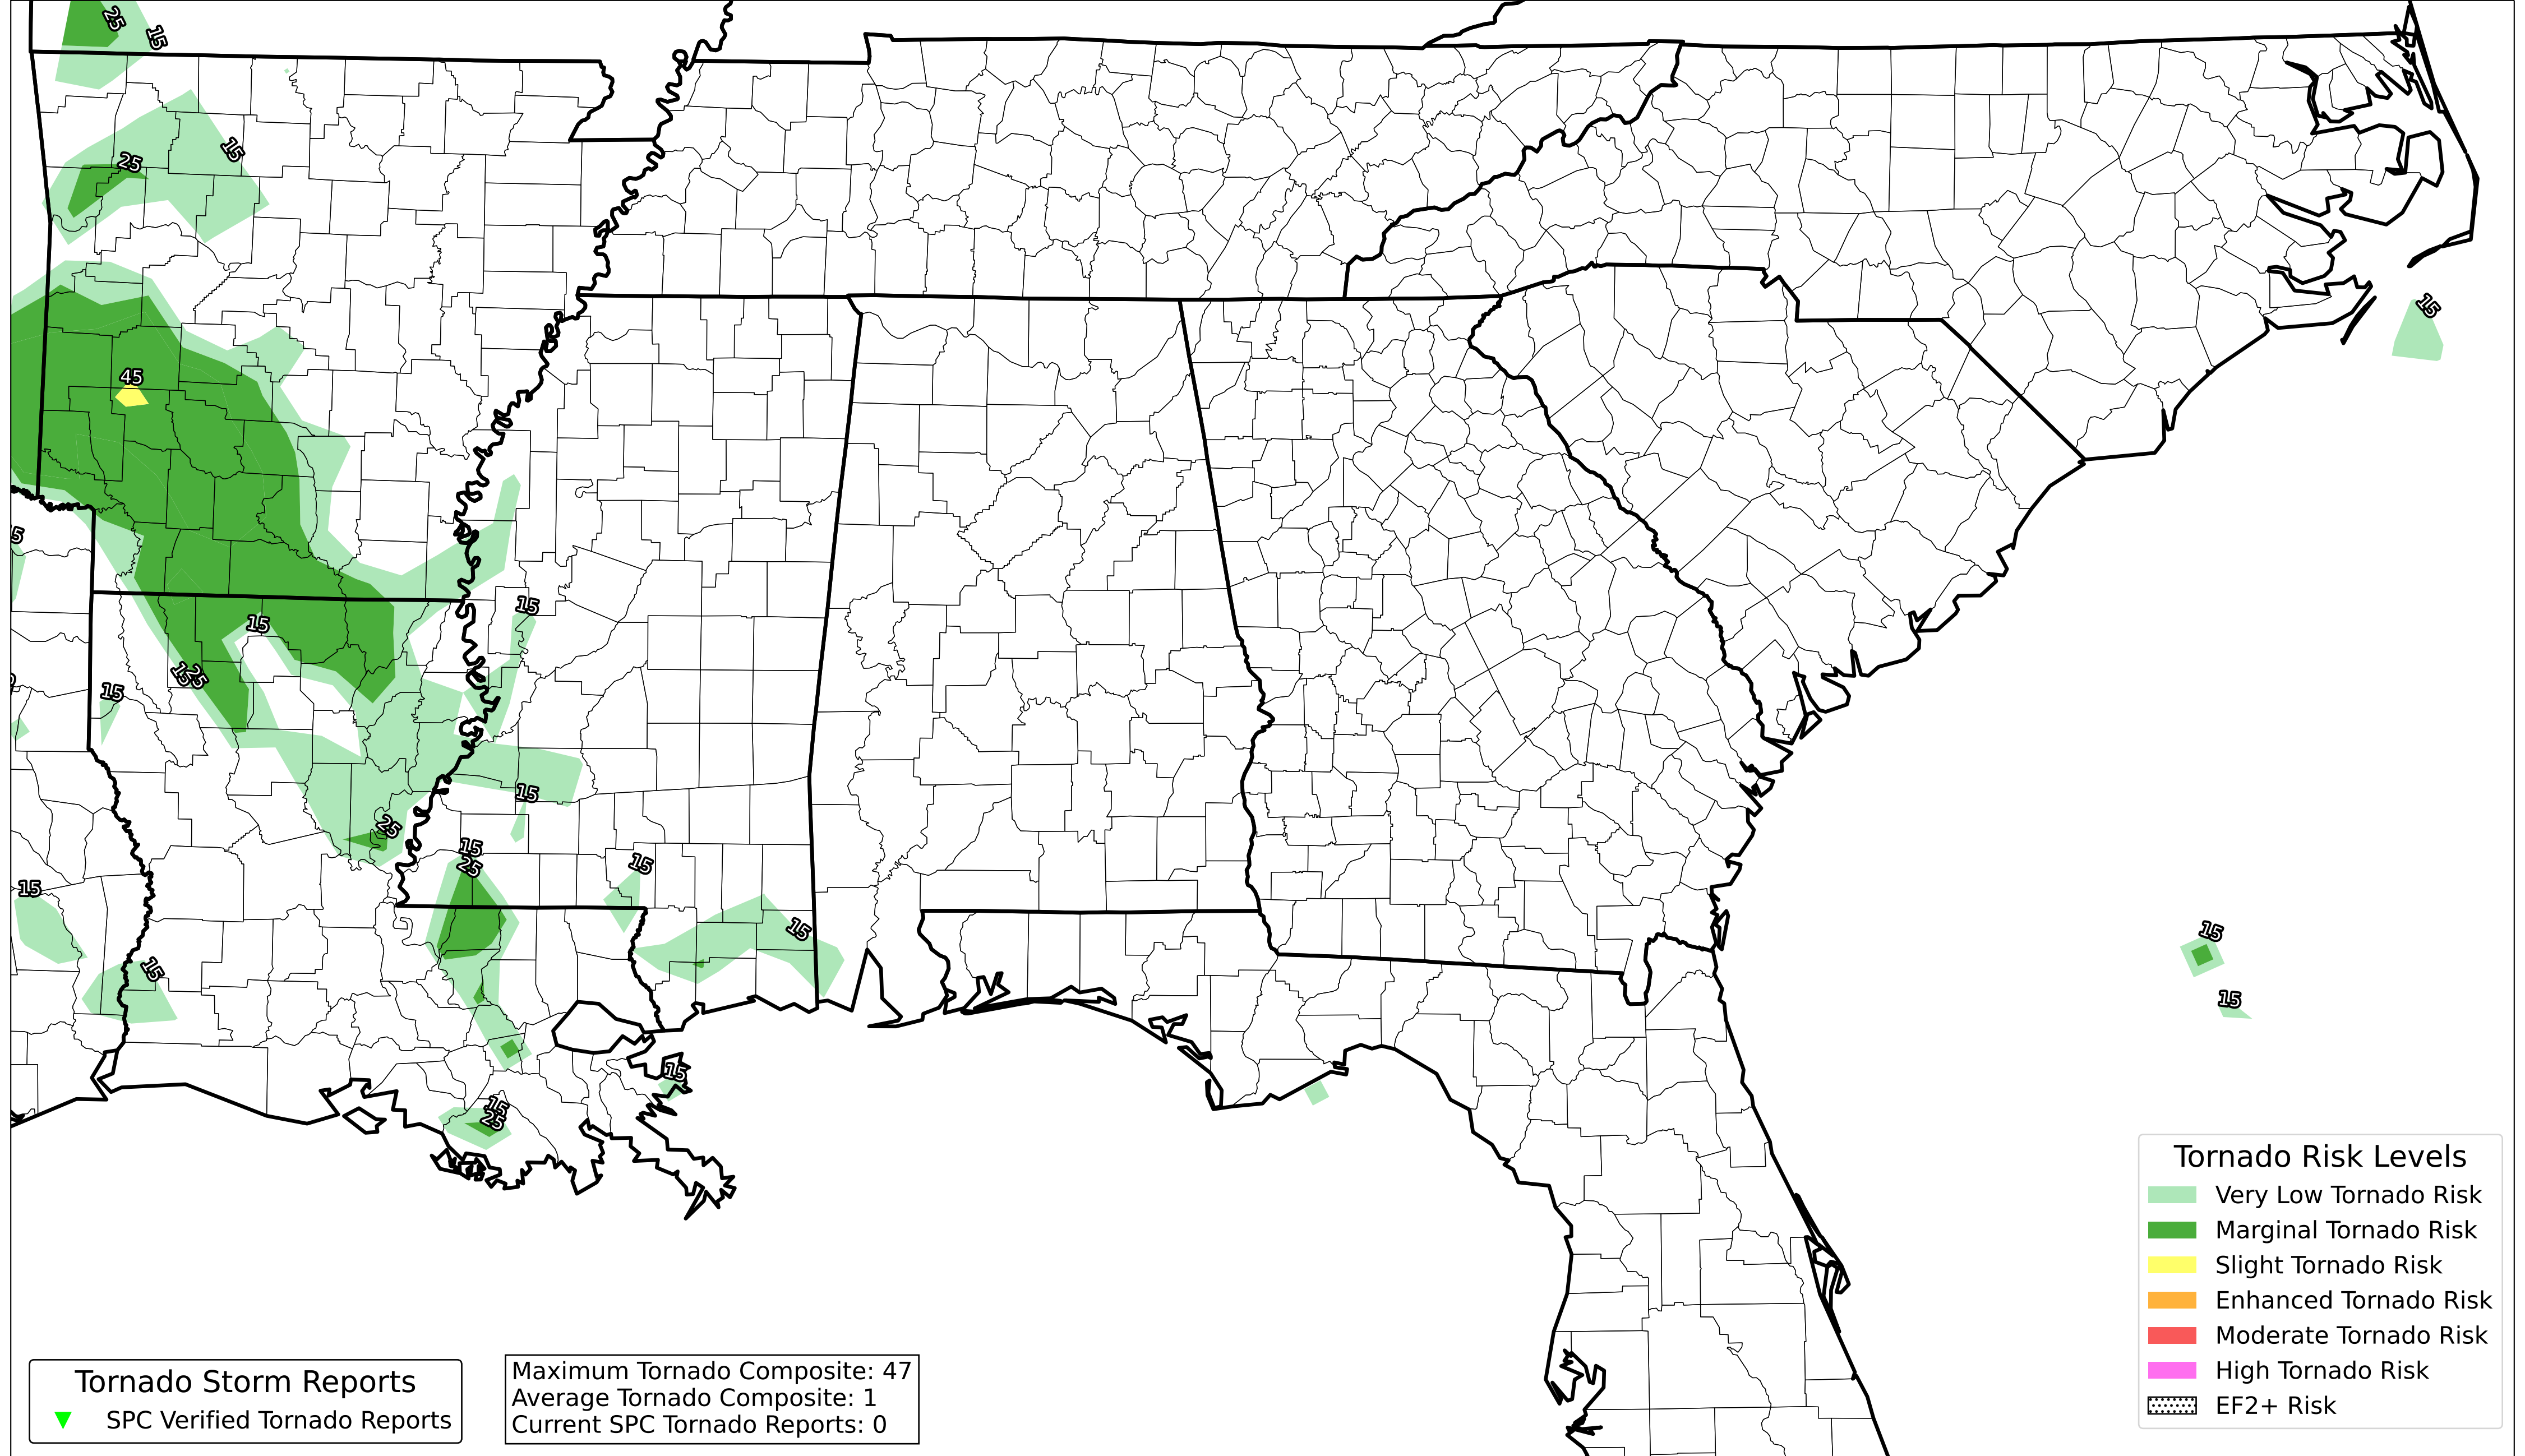 25
15
15
25
15
45
5
15
15
15
25
15
15
25
15
25
15
15
15
15
15
15
15
15
25
Tornado Risk Levels
Very Low Tornado Risk
Marginal Tornado Risk
Slight Tornado Risk
Enhanced Tornado Risk
Moderate Tornado Risk
High Tornado Risk
EF2+ Risk
Tornado Storm Reports
SPC Verified Tornado Reports
Maximum Tornado Composite: 47
Average Tornado Composite: 1
Current SPC Tornado Reports: 0